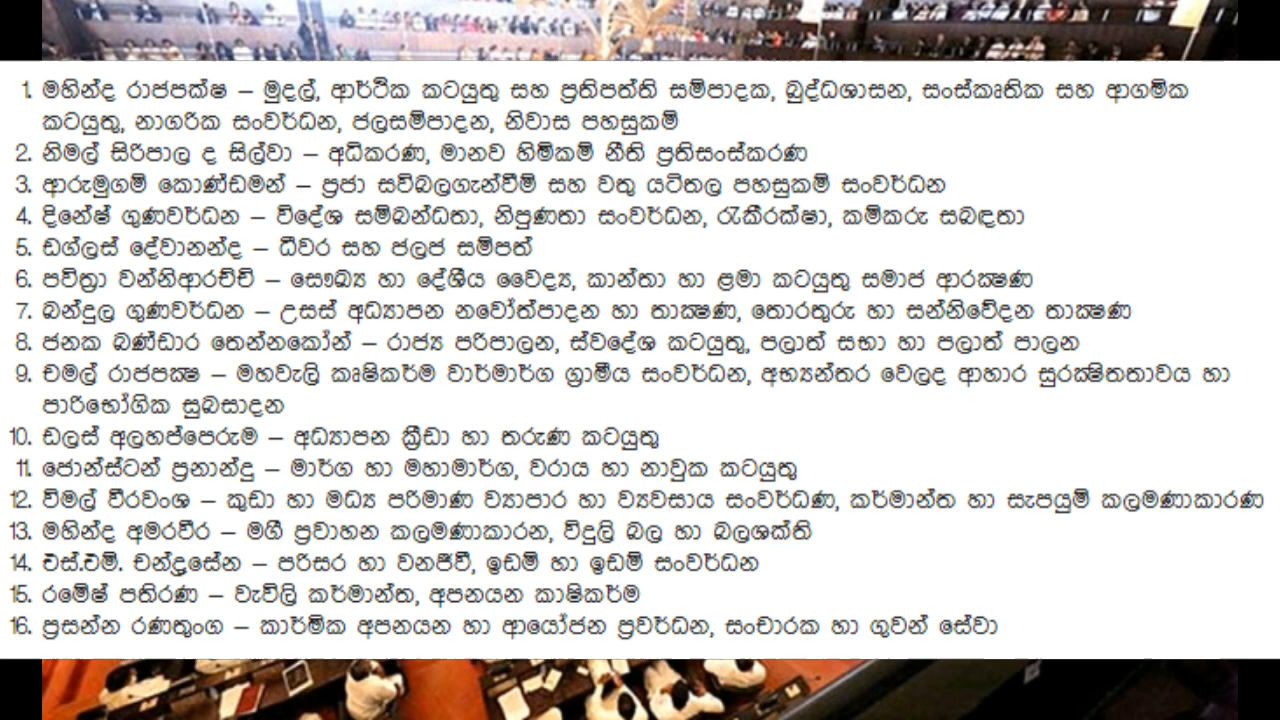 1. මහින්ද රාජපක්ෂ – මුදල්, ආර්ථික කටයුතු සහ ප්‍රතිපත්ති සම්පාදක, බුද්ධශාසන, සංස්කෘතික සහ ආගමික
කටයුතු, නාගරික සංවර්ධන, ජලසම්පාදන, නිවාස පහසුකම්
2. නිමල් සිරිපාල ද සිල්වා – අධිකරණ, මානව හිමිකම් නීති ප්‍රතිසංස්කරණ
3. ආරුමුගම් කොණ්ඩමන් – ප්‍රජා සවිබලගැන්වීම් සහ වතු යටිතල පහසුකම් සංවර්ධන
4. දිනේෂ් ගුණවර්ධන – විදේශ සම්බන්ධතා, නිපුණතා සංවර්ධන, රැකීරක්ෂා, කම්කරු සබඳතා
5. ඩග්ලස් දේවානන්ද – ධීවර සහ ජලජ සම්පත්
6. පවිත්‍රා වන්නිආරච්චි – සෞඛ්‍ය හා දේශීය වෛද්‍ය, කාන්තා හා ළමා කටයුතු සමාජ ආරක්‍ෂණ
7. බන්දුල ගුණවර්ධන – උසස් අධ්‍යාපන නවෝත්පාදන හා තාක්‍ෂණ, තොරතුරු හා සන්නිවේදන තාක්‍ෂණ
8. ජනක බණ්ඩාර තෙන්නකෝන් – රාජ්‍ය පරිපාලන, ස්වදේශ කටයුතු, පලාත් සභා හා පලාත් පාලන
9. චමල් රාජපක්‍ෂ – මහවැලි කෘෂිකර්ම වාර්මාර්ග ග්‍රාමීය සංවර්ධන, අභ්‍යන්තර වෙලද ආහාර සුරක්‍ෂිතතාවය හා
පාරිභෝගික සුබසාදන
10. ඩලස් අලහප්පෙරුම – අධ්‍යාපන ක්‍රීඩා හා තරුණ කටයුතු
11. ජොන්ස්ටන් ප්‍රනාන්දු – මාර්ග හා මහාමාර්ග, වරාය හා නාවුක කටයුතු
12. විමල් වීරවංශ – කුඩා හා මධ්‍ය පරිමාණ ව්‍යාපාර හා ව්‍යවසාය සංවර්ධණ, කර්මාන්ත හා සැපයුම් කලමණාකාරණ
13. මහින්ද අමරවීර – මගී ප්‍රවාහන කලමණාකාරන, විදුලි බල හා බලශක්ති
14. එස්.එම්. චන්ද්‍රසේන – පරිසර හා වනජීවී, ඉඩම් හා ඉඩම් සංවර්ධන
15. රමේෂ් පතිරණ – වැවිලි කර්මාන්ත, අපනයන කාෂිකර්ම
16. ප්‍රසන්න රණතුංග – කාර්මික අපනයන හා ආයෝජන ප්‍රවර්ධන, සංචාරක හා ගුවන් සේවා